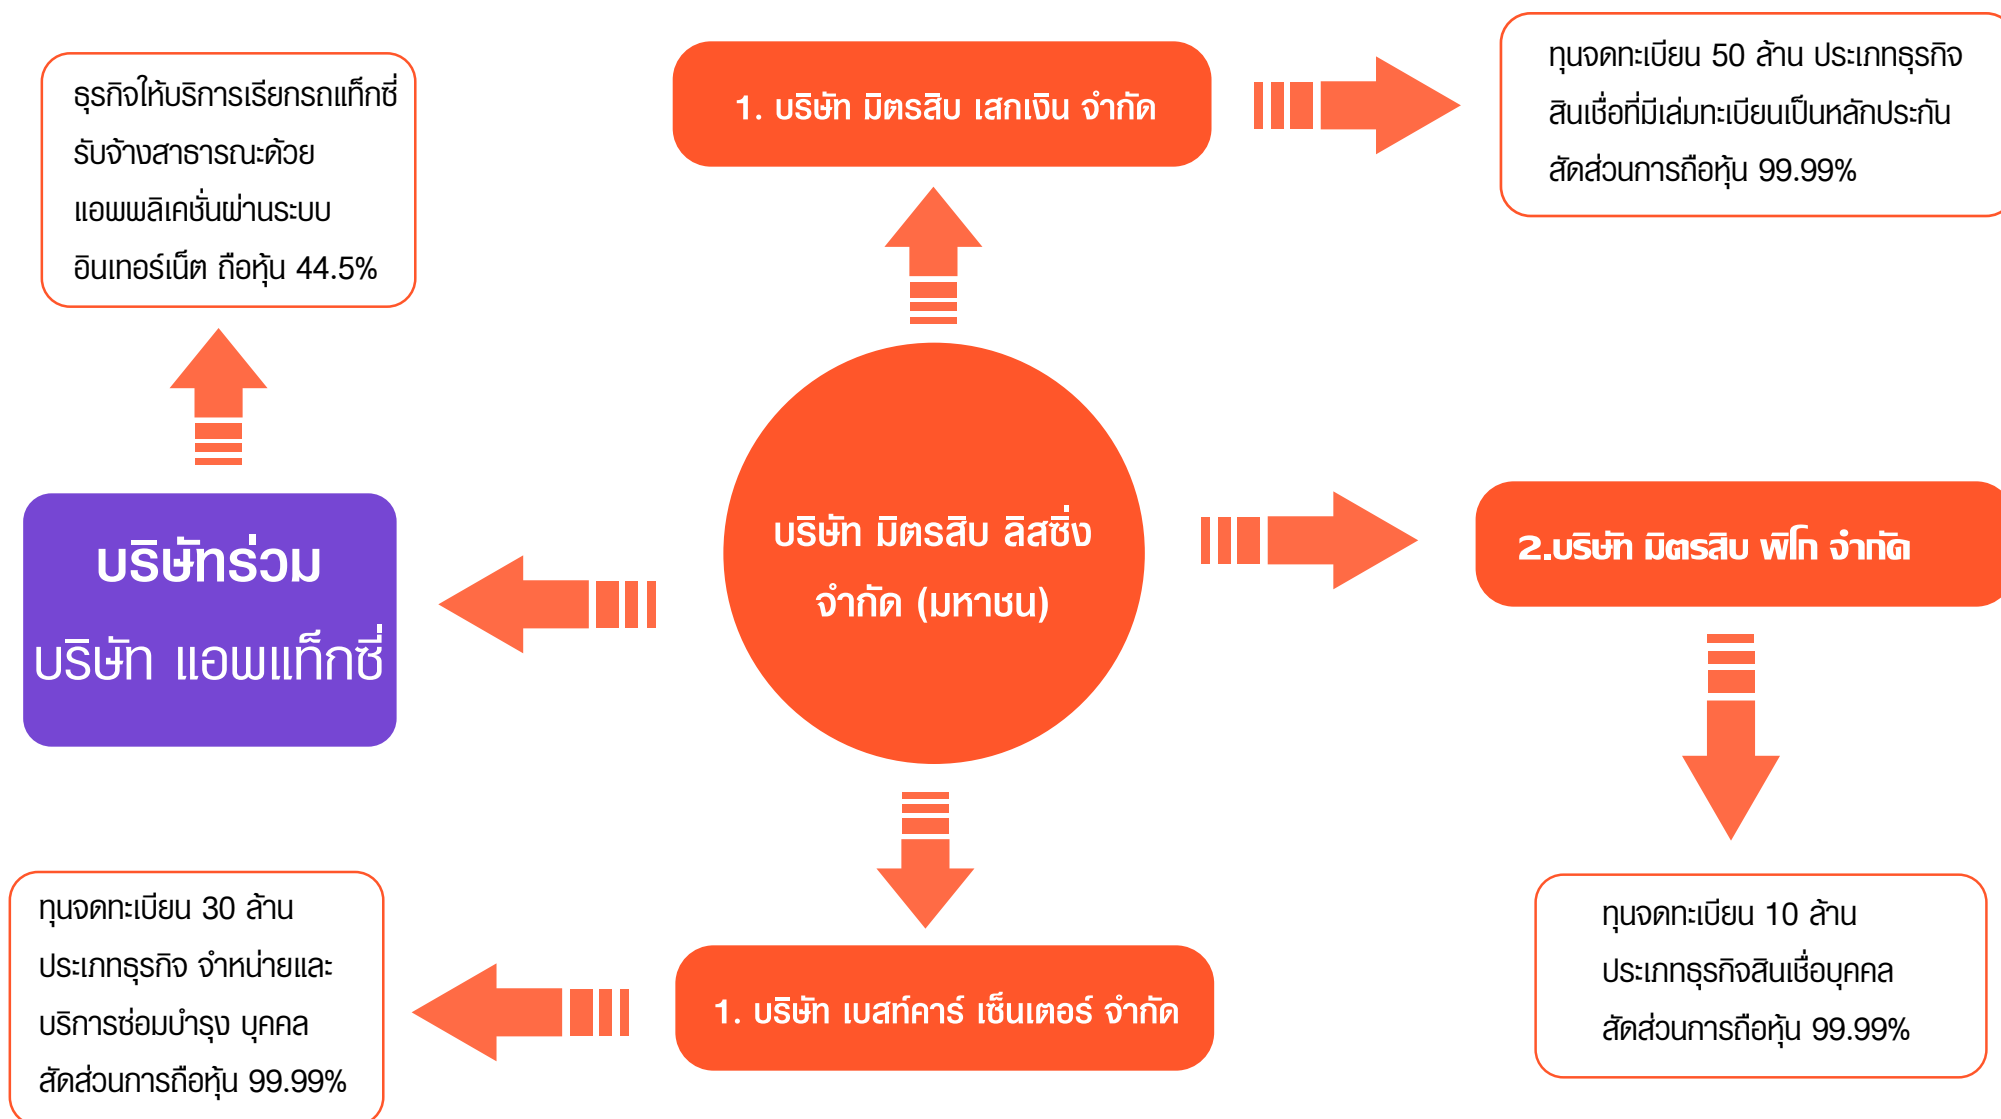 ธุรกิจให้บริการเรียกรถแท็กซี่
รับจ้างสาธารณะด้วย
แอพพลิเคชั่นผ่านระบบ
อินเทอร์เน็ต ถือหุ้น 44.5%
1. บริษัท มิตรสิบ เสกเงิน จำกัด
ทุนจดทะเบียน 50 ล้าน ประเภทธุรกิจ
สินเชื่อที่มีเล่มทะเบียนเป็นหลักประกัน
สัดส่วนการถือหุ้น 99.99%
บริษัทร่วม
บริษัท แอพแท็กซี่
บริษัท มิตรสิบ ลิสซิ่ง
จำกัด (มหาชน)
2.บริษัท มิตรสิบ พิโก จำกัด
ทุนจดทะเบียน 30 ล้าน
ประเภทธุรกิจ จำหน่ายและ
บริการซ่อมบำรุง บุคคล
สัดส่วนการถือหุ้น 99.99%
1. บริษัท เบสท์คาร์ เซ็นเตอร์ จำกัด
ทุนจดทะเบียน 10 ล้าน
ประเภทธุรกิจสินเชื่อบุคคล
สัดส่วนการถือหุ้น 99.99%